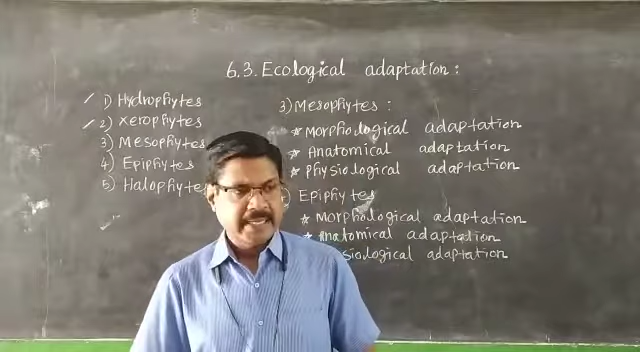 6.3. Ecological adaptation:
1) Hydrophytes
2) Xerophytes
3) Mesophytes
4) Epiphytes
5) Halophyte
3) Mesophytes:
* Morphological adaptation
* Anatomical adaptation
* Physiological adaptation
Epiphytes
* Morphological adaptation
* Anatomical adaptation
siological adaptation